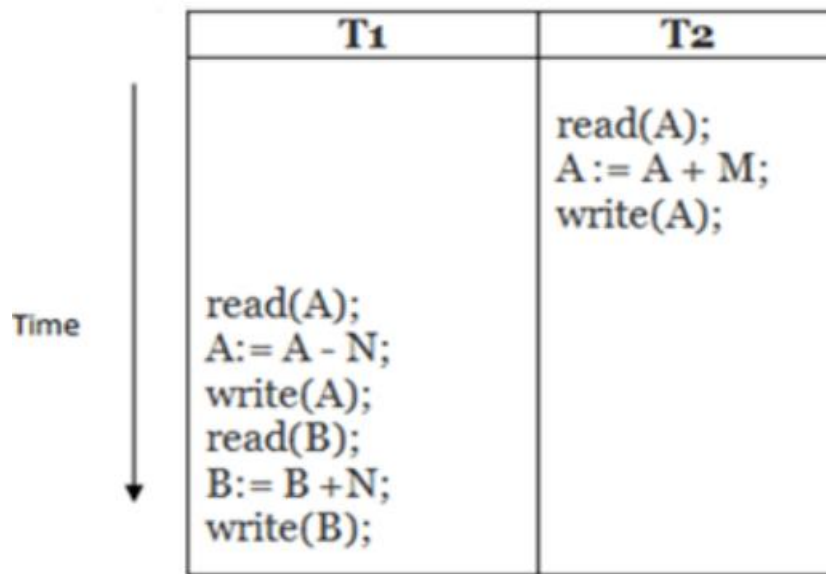 T1 T2
read(A);
A := A + M;
write(A);
Time
read(A);
A:= A - N;
write(A);
read(B);
B:= B +N;
write(B);